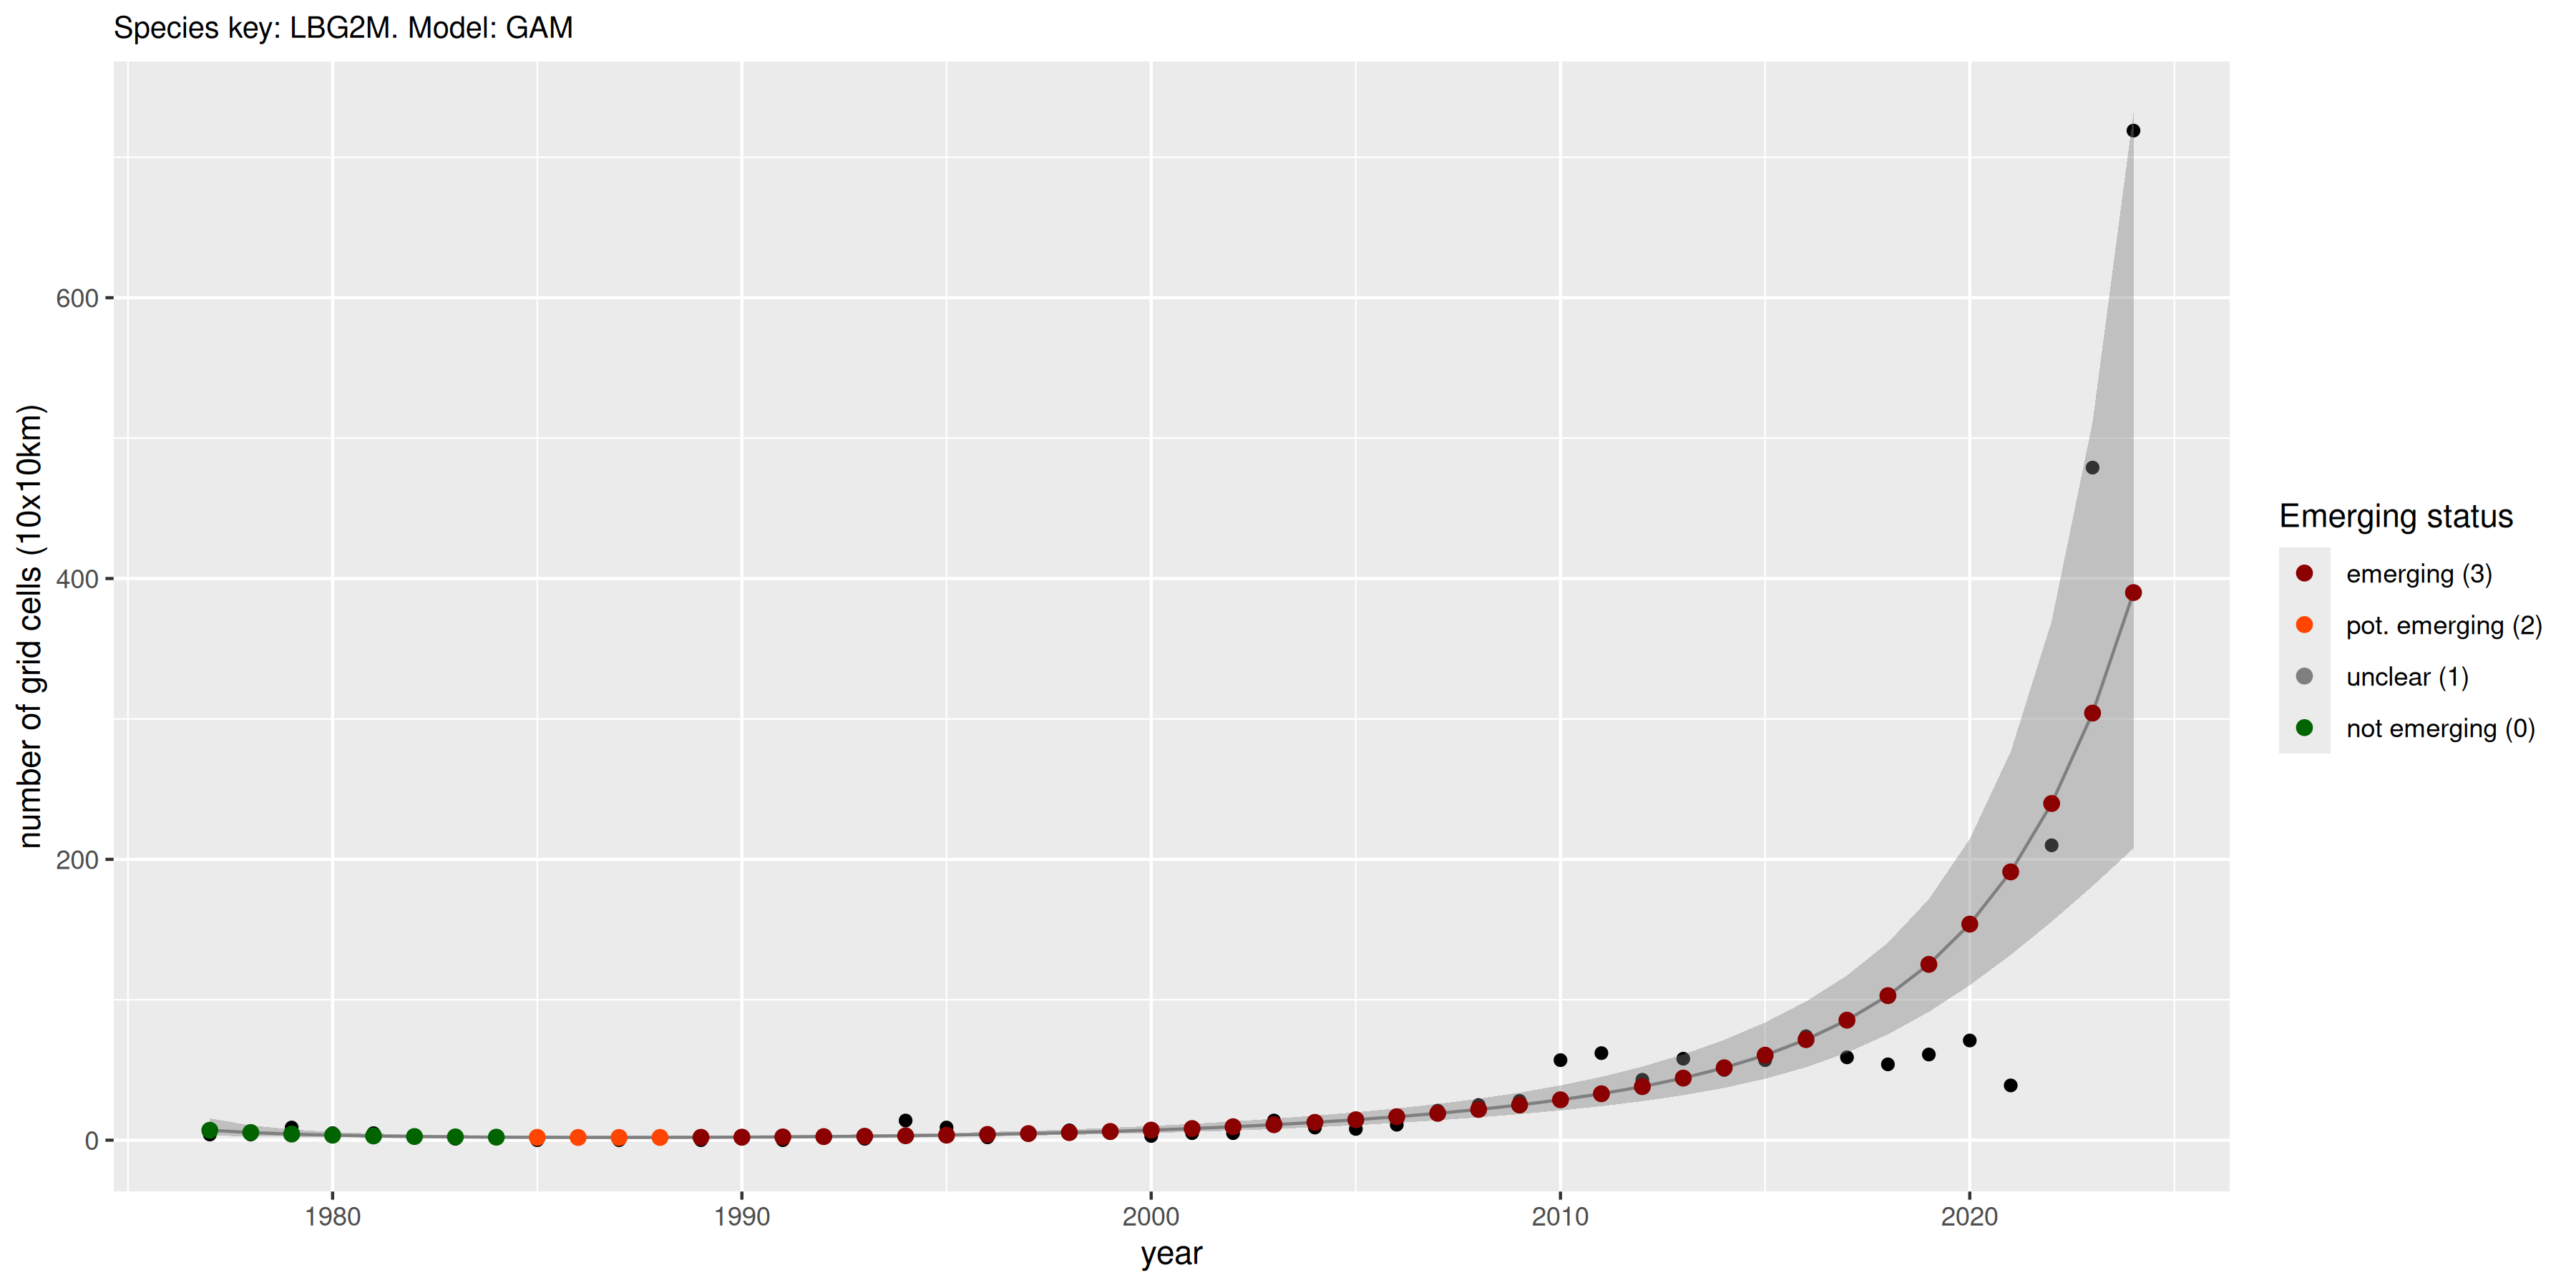 Species key: LBG2M. Model: GAM
number of grid cells (10x10km)
600
400
200
0
1980
1990
2000
2010
2020
year
Emerging status
emerging (3)
pot. emerging (2)
unclear (1)
not emerging (0)